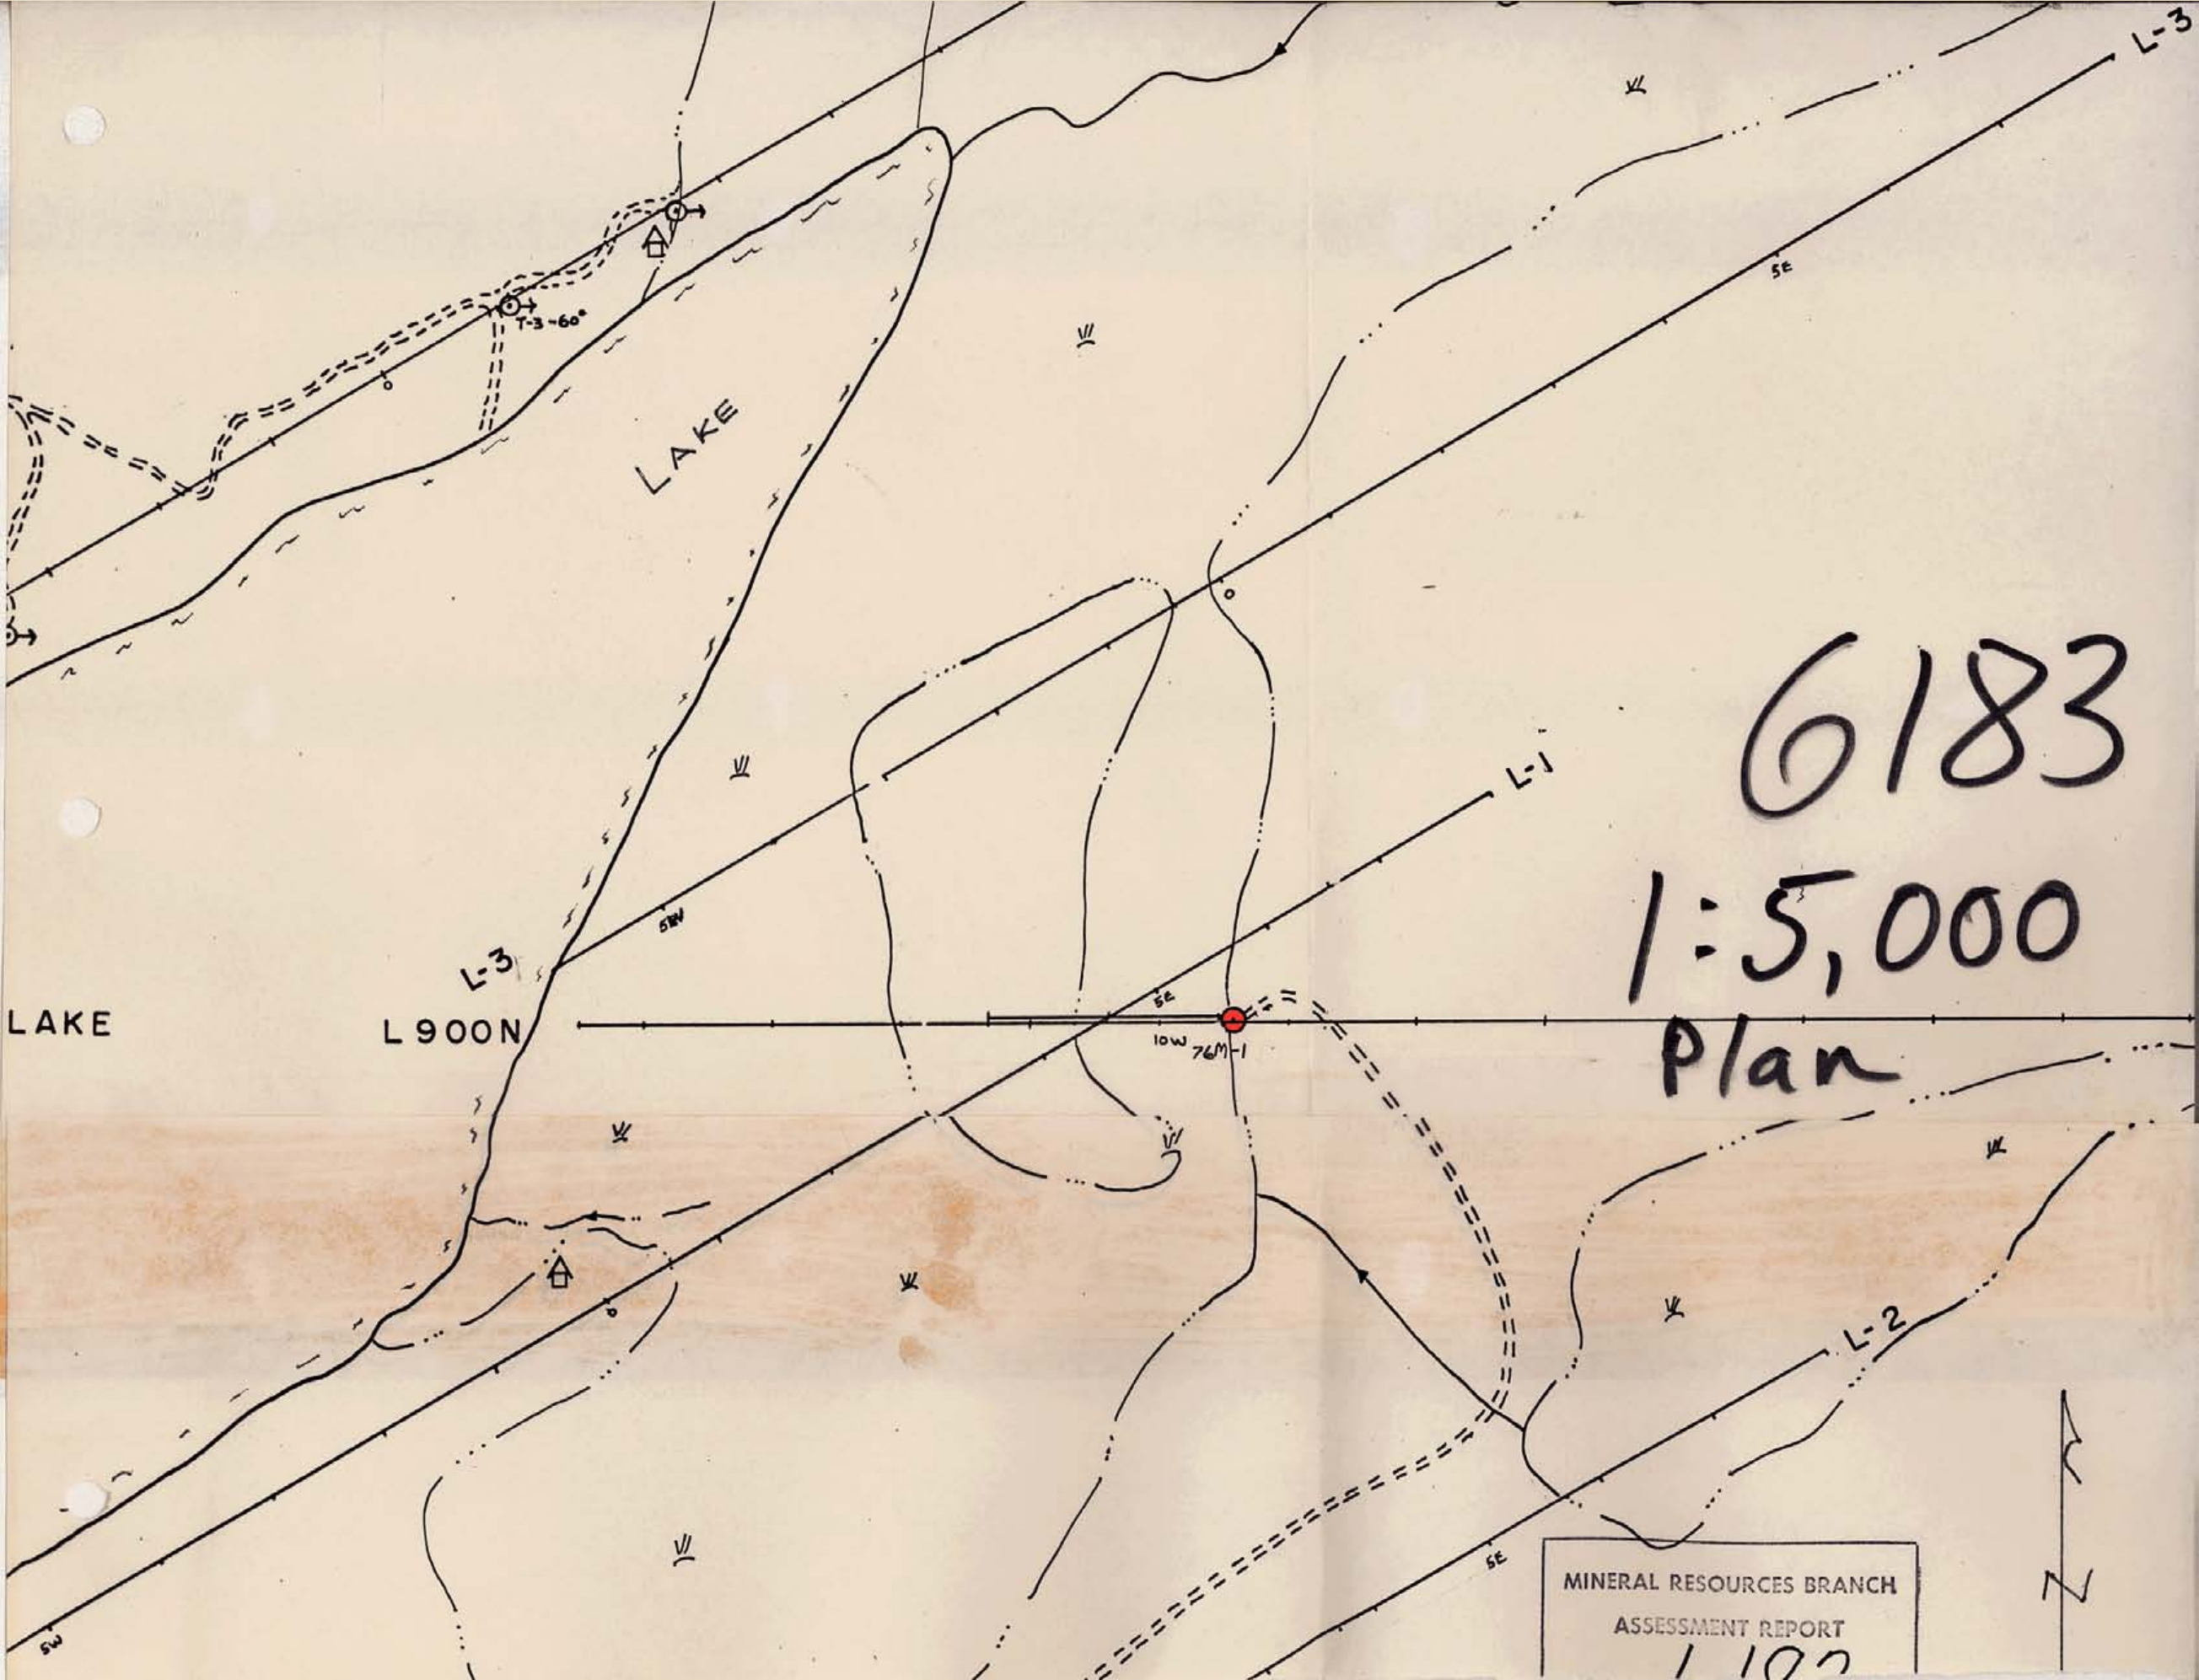 L-3
5E
T-3 -60°
o
LAKE
o
6183
L-1
1:5,000
5W
L-3
5E
LAKE
L900N
10W
76M-1
Plan
L-2
o
5E
MINERAL RESOURCES BRANCH
ASSESSMENT REPORT
5W
N